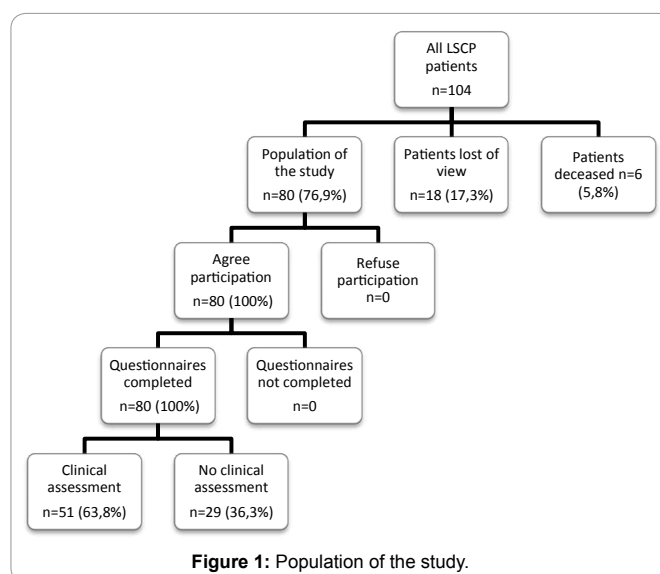 All LSCP
patients
n=104
Population of
the study
n=80 (76,9%)
Patients lost of
view
n=18 (17,3%)
Patients
deceased n=6
(5,8%)
Agree
participation
n=80 (100%)
Refuse
participation
n=0
Questionnaires
completed
n=80 (100%)
Questionnaires
not completed
n=0
Clinical
assessment
n=51 (63,8%)
No clinical
assessment
n=29 (36,3%)
Figure 1: Population of the study.